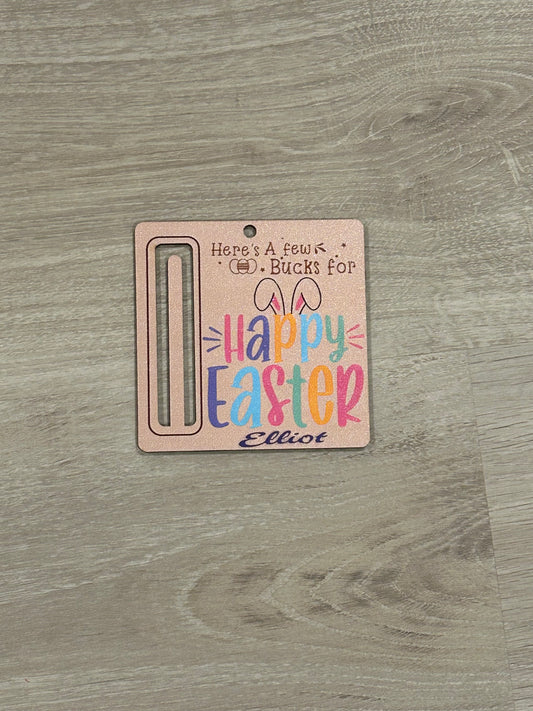 Here's A few
Bucks for
Happy
Easter
Elliot